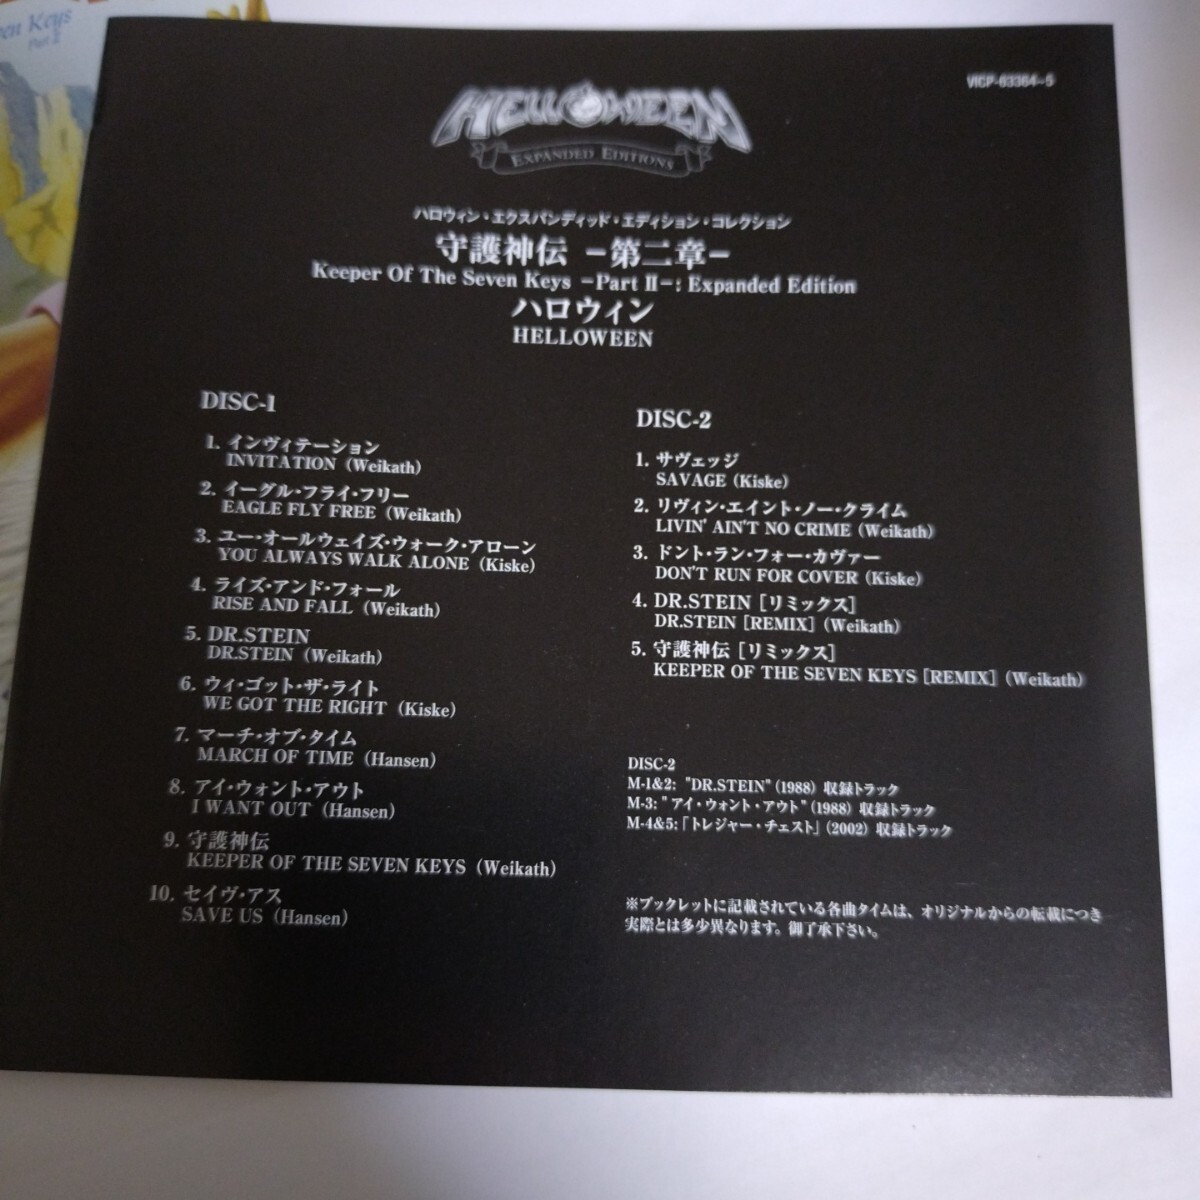 ven Keys
Part II
VICP-63364~5
HELLOWEEN
EXPANDED EDITIONS
ハロウィン・エクスパンディッド・エディション・コレクション
守護神伝 －第二章－
Keeper Of The Seven Keys －Part Ⅱ－: Expanded Edition
ハロウィン
HELLOWEEN
DISC-1
1. インヴィテーション
INVITATION (Weikath)
2. イーグル・フライ・フリー
EAGLE FLY FREE (Weikath)
3. ユー・オールウェイズ・ウォーク・アローン
YOU ALWAYS WALK ALONE (Kiske)
4. ライズ・アンド・フォール
RISE AND FALL (Weikath)
5. DR.STEIN
DR.STEIN (Weikath)
6. ウィ・ゴット・ザ・ライト
WE GOT THE RIGHT (Kiske)
7. マーチ・オブ・タイム
MARCH OF TIME (Hansen)
8. アイ・ウォント・アウト
I WANT OUT (Hansen)
9. 守護神伝
KEEPER OF THE SEVEN KEYS (Weikath)
10. セイヴ・アス
SAVE US (Hansen)
DISC-2
1. サヴェッジ
SAVAGE (Kiske)
2. リヴィン・エイント・ノー・クライム
LIVIN' AIN'T NO CRIME (Weikath)
3. ドント・ラン・フォー・カヴァー
DON'T RUN FOR COVER (Kiske)
4. DR.STEIN [リミックス]
DR.STEIN [REMIX] (Weikath)
5. 守護神伝 [リミックス]
KEEPER OF THE SEVEN KEYS [REMIX] (Weikath)
DISC-2
M-1&2: "DR.STEIN" (1988) 収録トラック
M-3: "アイ・ウォント・アウト" (1988) 収録トラック
M-4&5:「トレジャー・チェスト」(2002) 収録トラック
※ブックレットに記載されている各曲タイムは、オリジナルからの転載につき
実際とは多少異なります。御了承下さい。